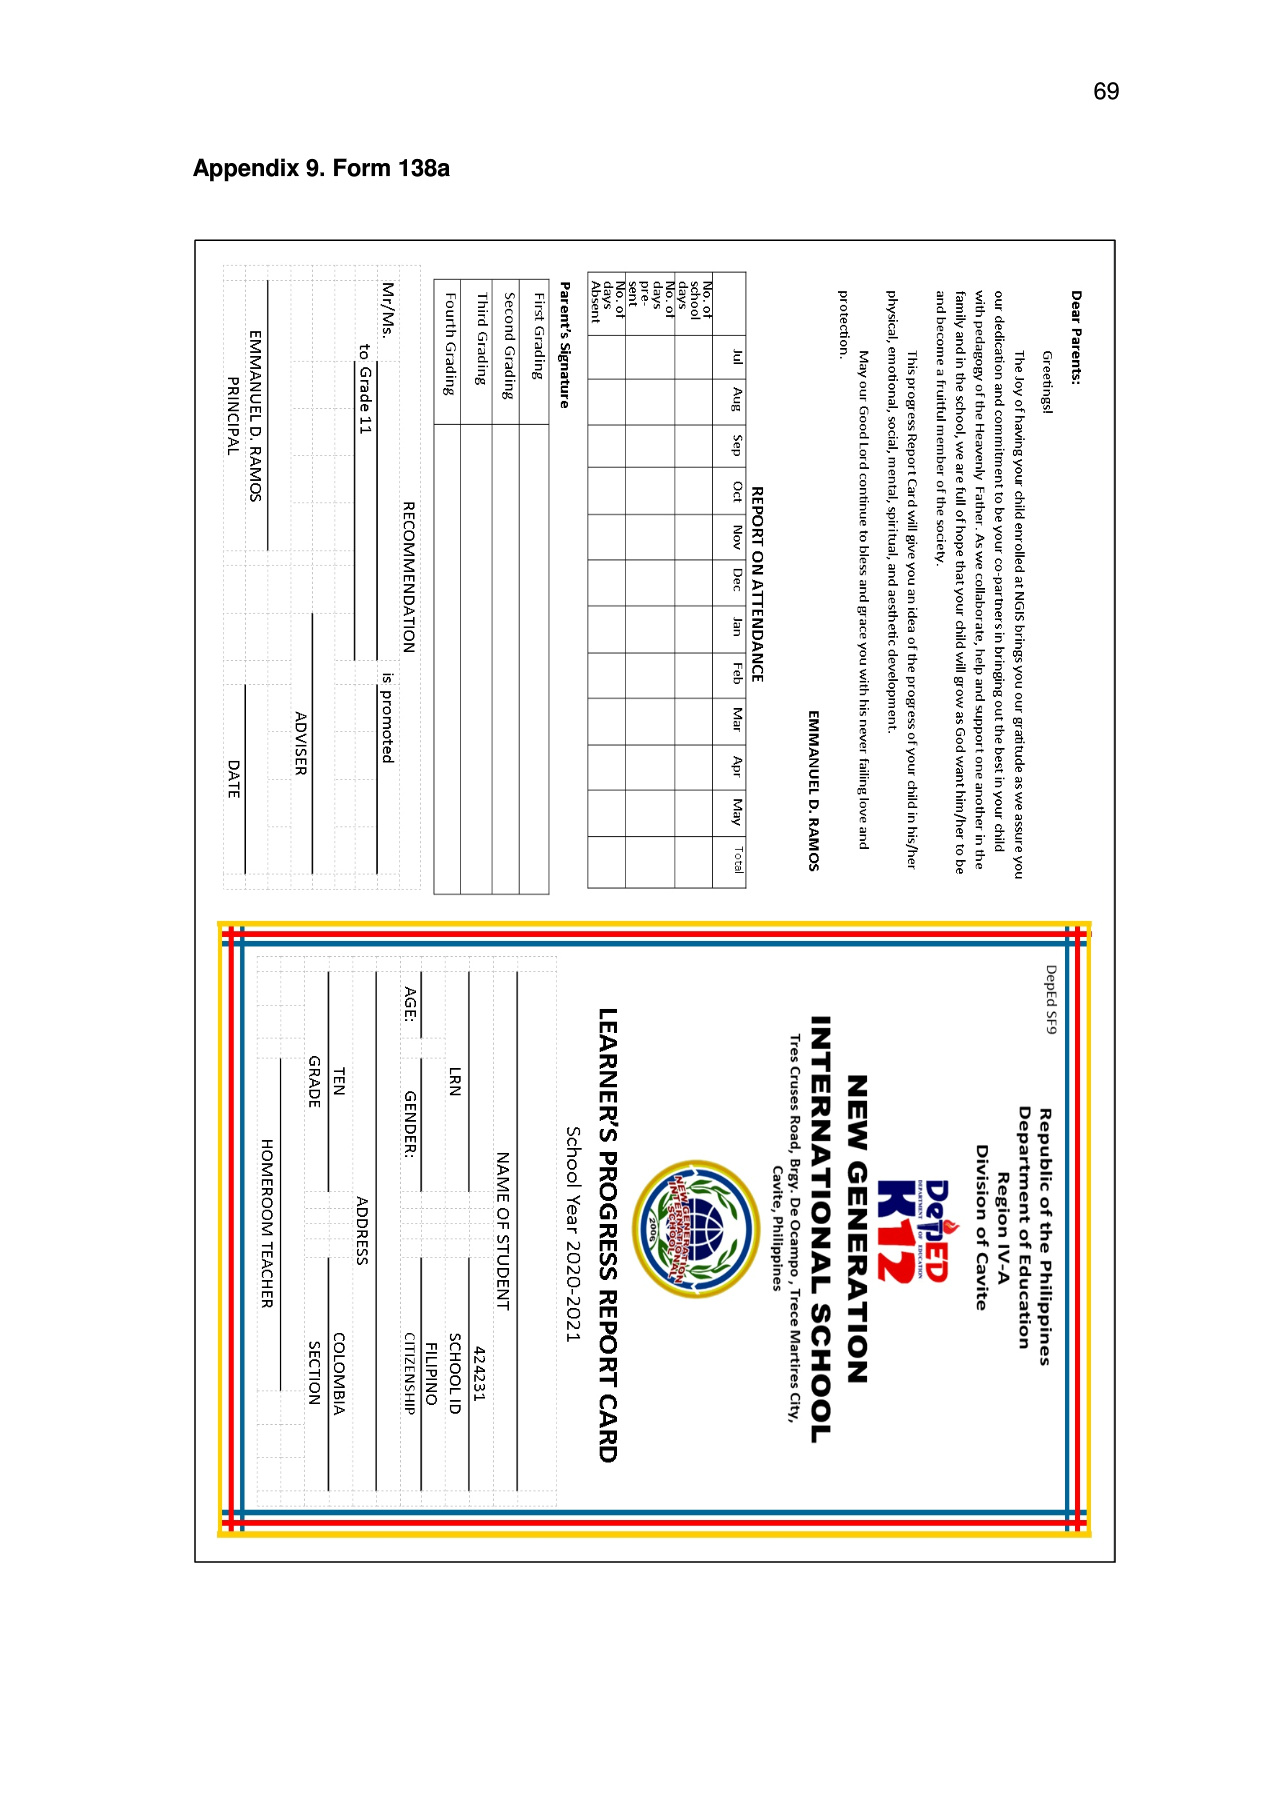 69
Appendix 9. Form 138a
Dear Parents:
Greetings!
The Joy of having your child enrolled at NGIS brings you our gratitude as we assure you
our dedication and commitment to be your co-partners in bringing out the best in your child
with pedagogy of the Heavenly Father. As we collaborate, help and support one another in the
family and in the school, we are full of hope that your child will grow as God want him/her to be
and become a fruitful member of the society.
This progress Report Card will give you an idea of the progress of your child in his/her
physical, emotional, social, mental, spiritual, and aesthetic development.
May our Good Lord continue to bless and grace you with his never failing love and
protection.
EMMANUEL D. RAMOS
REPORT ON ATTENDANCE
Jul Aug Sep Oct Nov Dec Jan Feb Mar Apr May Total
No. of
school
days
No. of
days
pre-
sent
No. of
days
Absent
Parent's Signature
First Grading
Second Grading
Third Grading
Fourth Grading
RECOMMENDATION
Mr/Ms. is promoted
to Grade 11
ADVISER
EMMANUEL D. RAMOS
PRINCIPAL DATE
DepEd SF9
Republic of the Philippines
Department of Education
Region IV-A
Division of Cavite
DepED
DEPARTMENT OF EDUCATION
K12
NEW GENERATION
INTERNATIONAL SCHOOL
Tres Cruses Road, Brgy. De Ocampo , Trece Martires City,
Cavite, Philippines
NEW GENERATION
INTERNATIONAL
SCHOOL
2006
LEARNER'S PROGRESS REPORT CARD
School Year 2020-2021
NAME OF STUDENT
424231
LRN SCHOOL ID
FILIPINO
AGE: GENDER: CITIZENSHIP
ADDRESS
TEN COLOMBIA
GRADE SECTION
HOMEROOM TEACHER